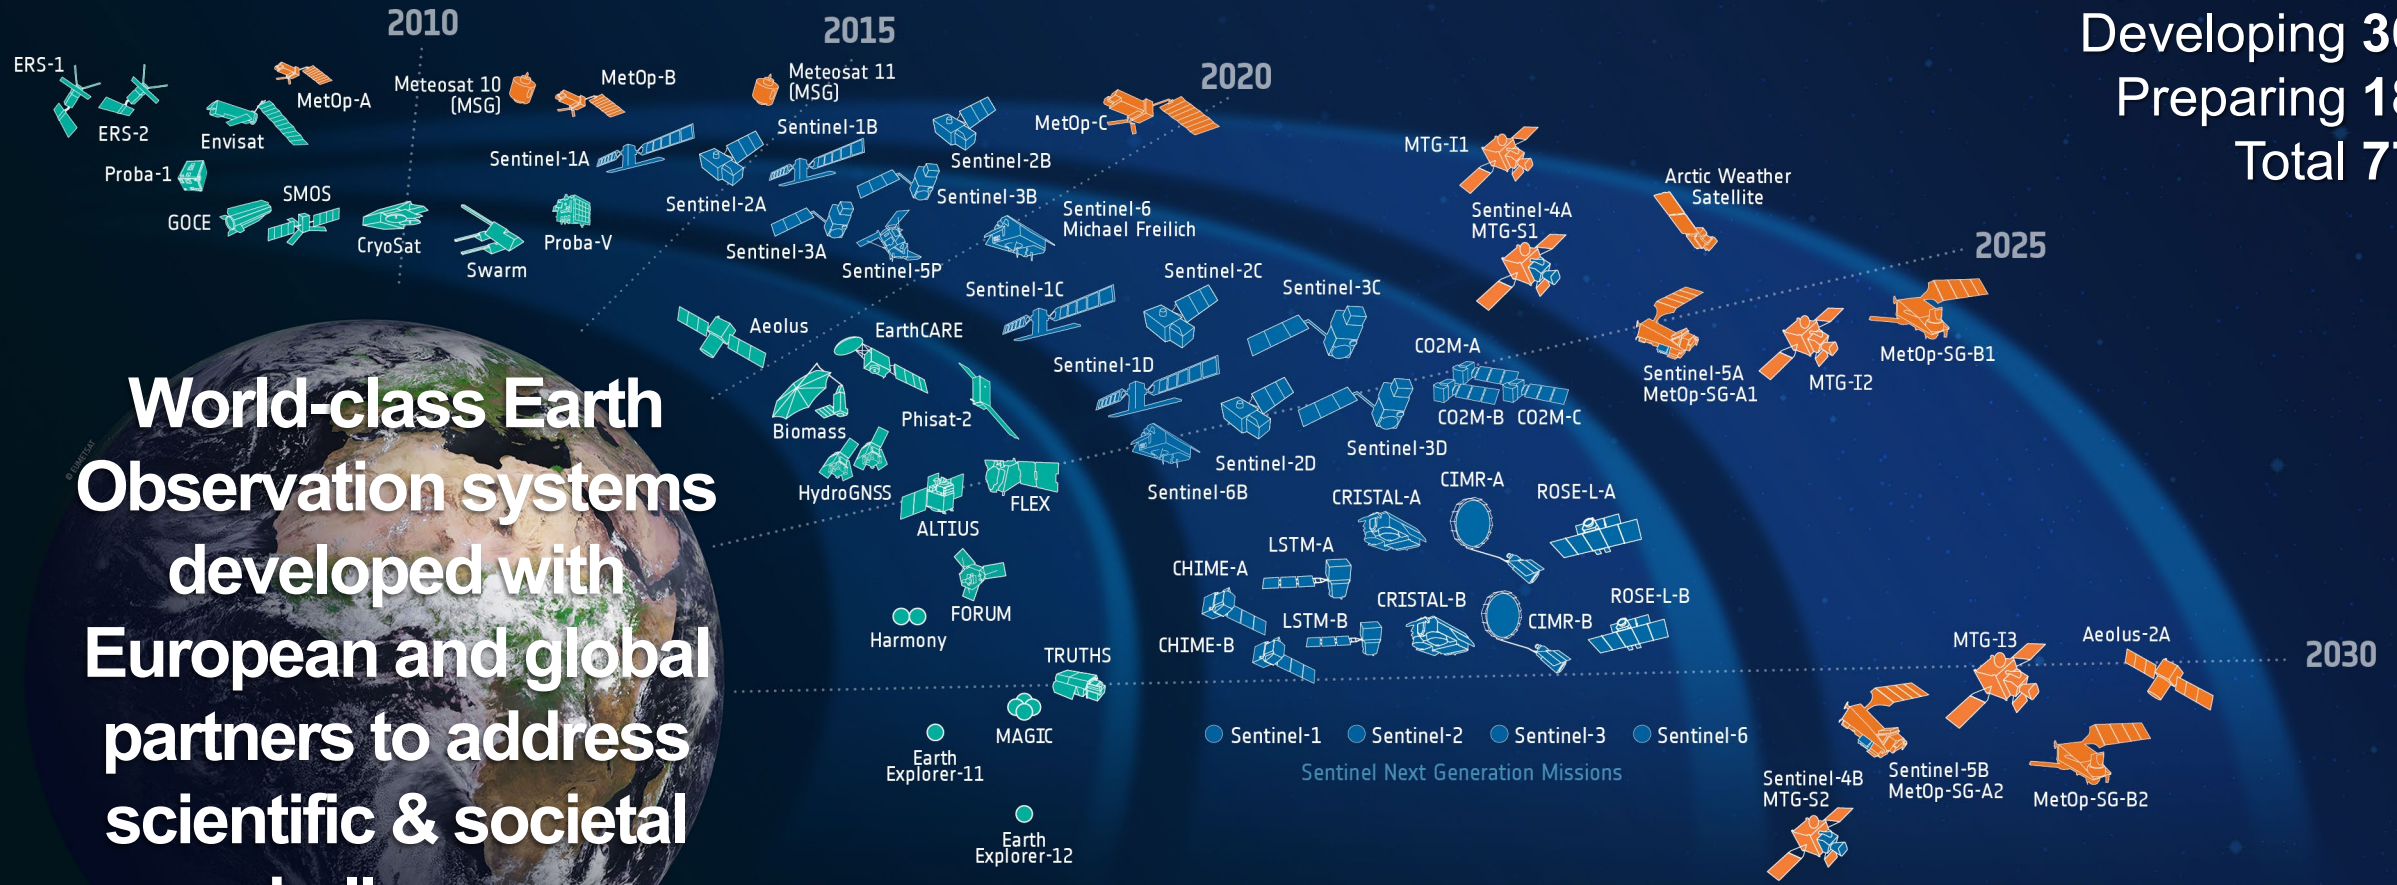 2010
2015
2020
2025
2030
Developing
Preparing
Total
ERS-1
ERS-2
MetOp-A
Envisat
Meteosat 10
(MSG)
MetOp-B
Meteosat 11
(MSG)
MetOp-C
Proba-1
GOCE
SMOS
CryoSat
Swarm
Proba-V
Sentinel-1A
Sentinel-1B
Sentinel-2A
Sentinel-2B
Sentinel-3A
Sentinel-3B
Sentinel-5P
Sentinel-6
Michael Freilich
MTG-I1
Arctic Weather
Satellite
Sentinel-4A
MTG-S1
Sentinel-1C
Sentinel-2C
Sentinel-3C
Aeolus
EarthCARE
Biomass
Phisat-2
HydroGNSS
ALTIUS
FLEX
Sentinel-1D
Sentinel-2D
Sentinel-3D
Sentinel-6B
CO2M-A
CO2M-B
CO2M-C
Sentinel-5A
MetOp-SG-A1
MTG-I2
MetOp-SG-B1
CRISTAL-A
CIMR-A
ROSE-L-A
LSTM-A
CHIME-A
CRISTAL-B
CIMR-B
ROSE-L-B
LSTM-B
CHIME-B
FORUM
Harmony
TRUTHS
MAGIC
Earth
Explorer-11
Earth
Explorer-12
Sentinel-1
Sentinel-2
Sentinel-3
Sentinel-6
Sentinel Next Generation Missions
MTG-I3
Aeolus-2A
Sentinel-4B
MTG-S2
Sentinel-5B
MetOp-SG-A2
MetOp-SG-B2
World-class Earth
Observation systems
developed with
European and global
partners to address
scientific & societal
© EUMETSAT